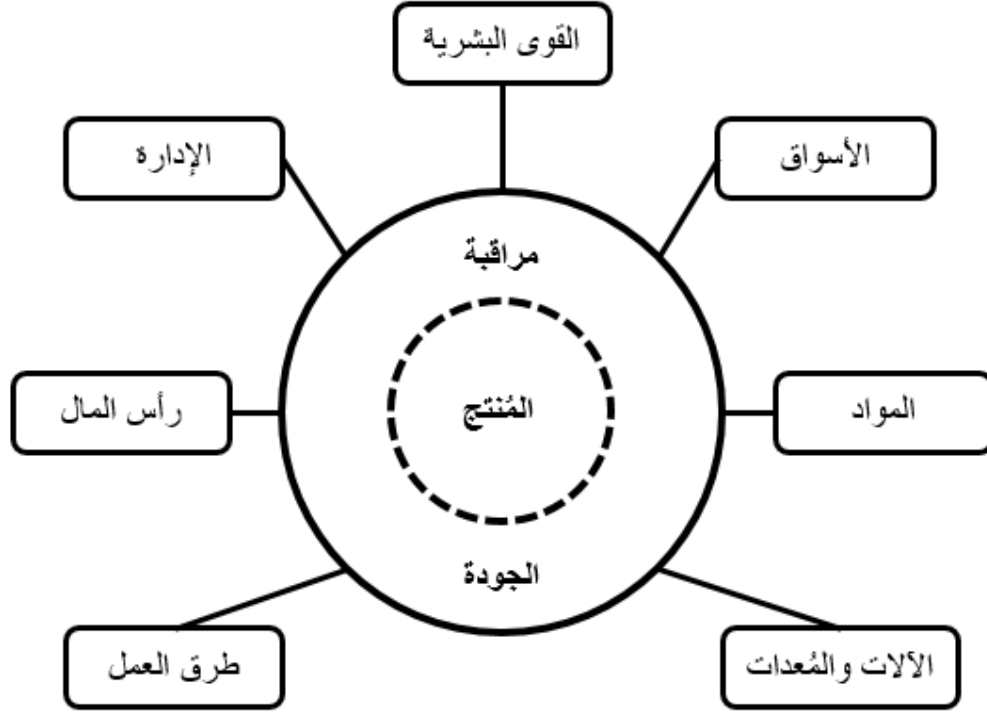 القوى البشرية
الأسواق
الإدارة
مراقبة
المُنتج
المواد
رأس المال
الجودة
الآلات والمُعدات
طرق العمل